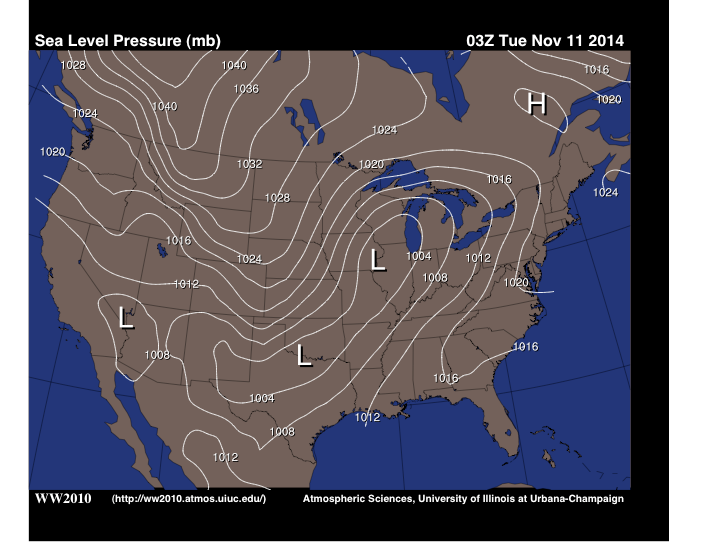 Sea Level Pressure (mb) 03Z Tue Nov 11 2014
1028 1040 1016
1036
1040 H 1020
1024
1024
1020 1032 1020
1016
1028 1024
1016
1024 L 1004 1012
1008
1012 1020
L
1008 L 1016
1016
1004
1012
1008
1012
WW2010 (http://ww2010.atmos.uiuc.edu/) Atmospheric Sciences, University of Illinois at Urbana-Champaign